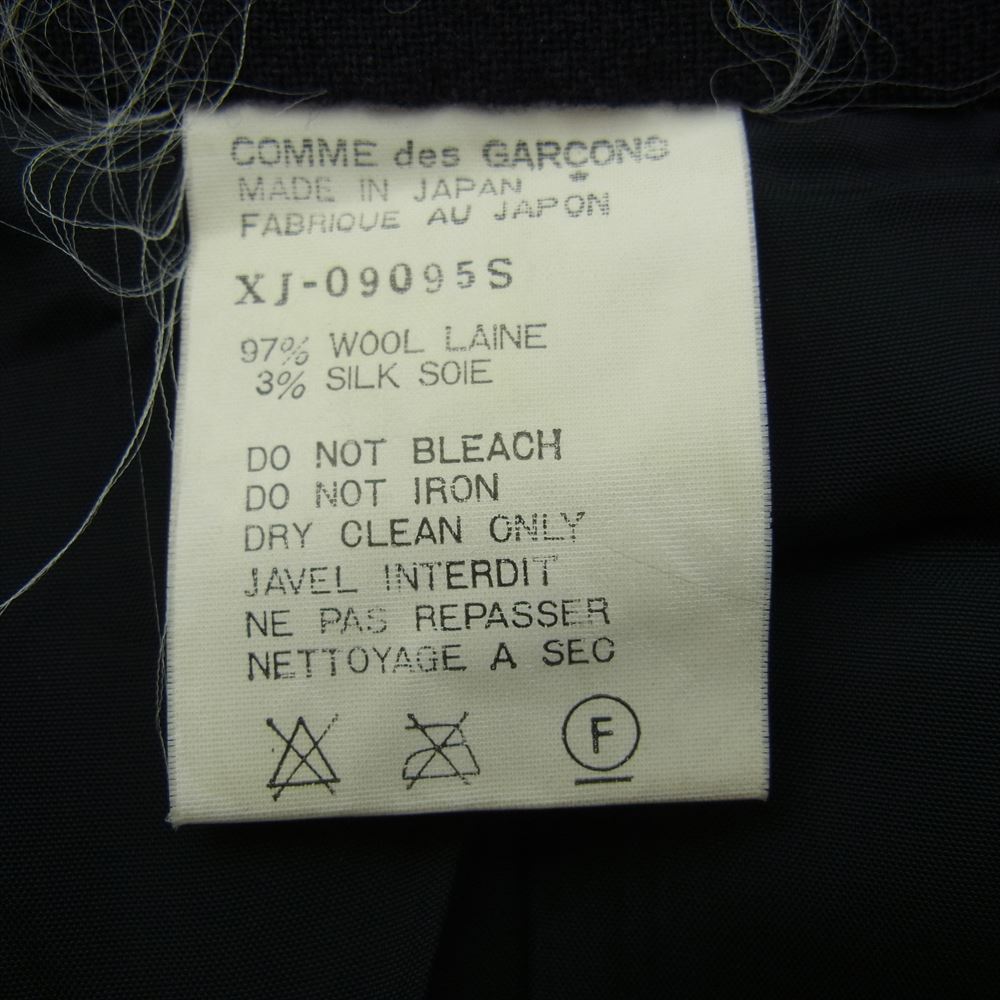 COMME des GARÇONS
MADE IN JAPAN
FABRIQUE AU JAPON
XJ-09095S
97% WOOL LAINE
3% SILK SOIE
DO NOT BLEACH
DO NOT IRON
DRY CLEAN ONLY
JAVEL INTERDIT
NE PAS REPASSER
NETTOYAGE A SEC
F